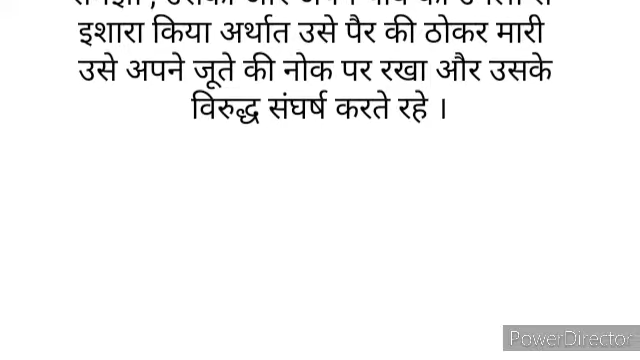 इशारा किया अर्थात उसे पैर की ठोकर मारी
उसे अपने जूते की नोक पर रखा और उसके
विरुद्ध संघर्ष करते रहे ।
PowerDirector